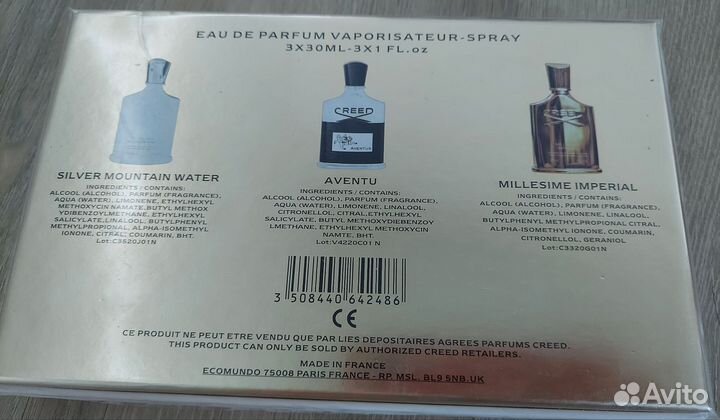 EAU DE PARFUM VAPORISATEUR-SPRAY
3X30ML-3X1 FL.oz
CREED
AVENTUS
CREED
SILVER MOUNTAIN WATER
INGREDIENTS/CONTAINS:
ALCOOL (ALCOHOL), PARFUM (FRAGRANCE),
AQUA (WATER), LIMONENE, ETHYLHEXYL
METHOXYCIN NAMATE,BUTYL METHOX
YDIBENZOYLMETHANE, ETHYLHEXYL
SALICYLATE,LINALOOL, BUTYLPHENYL
METHYLPROPIONAL, ALPHA-ISOMETHYL
IONONE, CITRAL, COUMARIN, BHT.
Lot:C3520J01N
AVENTU
INGREDIENTS / CONTAINS:
ALCOOL (ALCOHOL), PARFUM (FRAGRANCE),
AQUA (WATER), LIMONENE, LINALOOL,
CITRONELLOL, CITRAL,ETHYLHEXYL
SALICYLATE, BUTYL METHOXYDIEBENZOY
LMETHANE, ETHYLHEXYL METHOXYCIN
NAMTE, BHT.
Lot:V4220C01 N
MILLESIME IMPERIAL
INGREDIENTS / CONTAINS:
ALCOOL (ALCOHOL), PARFUM (FRAGRANCE),
AQUA (WATER), LIMONENE, LINALOOL,
BUTYLPHENYL METHYLPROPIONAL CITRAL,
ALPHA-ISOMETHYL IONONE, COUMARIN,
CITRONELLOL, GERANIOL
Lot:C3320G01N
3 508440 642486
CE
CE PRODUIT NE PEUT ETRE VENDU QUE PAR LIES DEPOSITAIRES AGREES PARFUMS CREED.
THIS PRODUCT CAN ONLY BE SOLD BY AUTHORIZED CREED RETAILERS.
MADE IN FRANCE
ECOMUNDO 75008 PARIS FRANCE - RP. MSL, BL9 5NB.UK
Avito